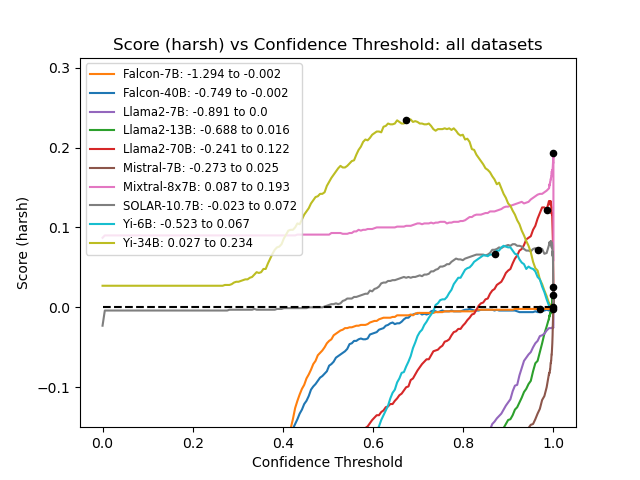 Score (harsh) vs Confidence Threshold: all datasets
Score (harsh)
0.3
0.2
0.1
0.0
−0.1
Falcon-7B: -1.294 to -0.002
Falcon-40B: -0.749 to -0.002
Llama2-7B: -0.891 to 0.0
Llama2-13B: -0.688 to 0.016
Llama2-70B: -0.241 to 0.122
Mistral-7B: -0.273 to 0.025
Mixtral-8x7B: 0.087 to 0.193
SOLAR-10.7B: -0.023 to 0.072
Yi-6B: -0.523 to 0.067
Yi-34B: 0.027 to 0.234
0.0 0.2 0.4 0.6 0.8 1.0
Confidence Threshold